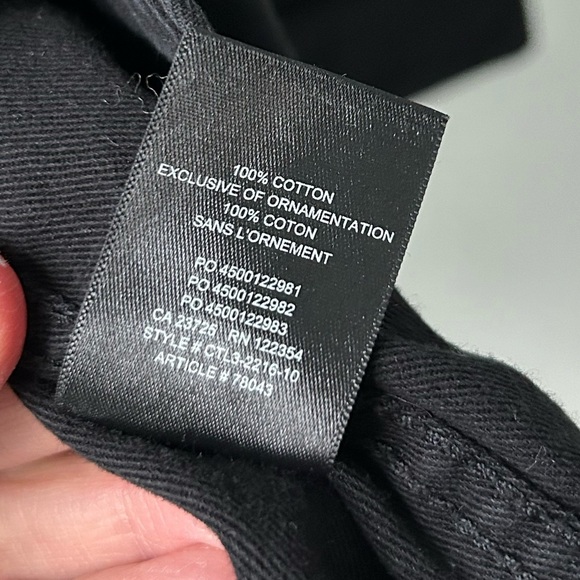 100% COTTON
EXCLUSIVE OF ORNAMENTATION
100% COTON
SANS L'ORNEMENT
PO 4500122981
PO 4500122982
PO 4500122983
CA 23726 RN 122354
STYLE # CTL3-2216-10
ARTICLE # 78043